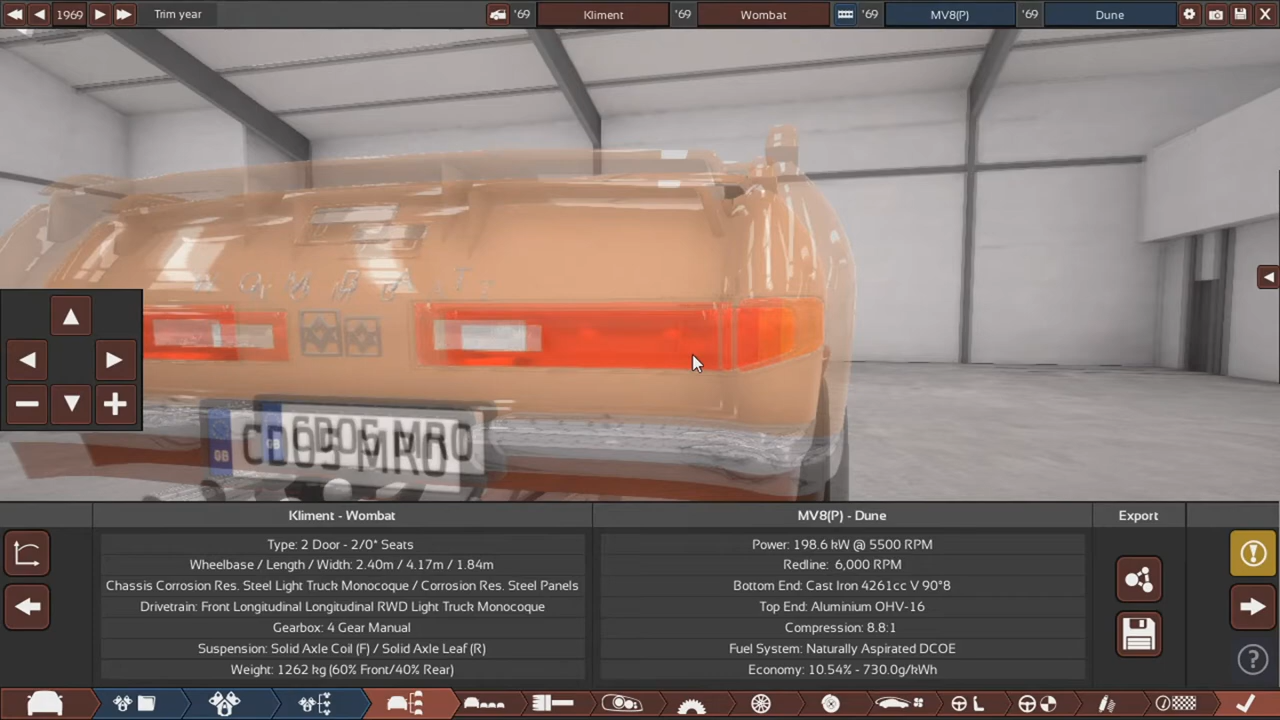 1969 Trim year '69 Kliment '69 Wombat '69 MV8(P) '69 Dune
W O M B A T
GB
Kliment - Wombat MV8(P) - Dune Export
Type: 2 Door - 2/0* Seats Power: 198.6 kW @ 5500 RPM
Wheelbase / Length / Width: 2.40m / 4.17m / 1.84m Redline: 6,000 RPM
Chassis Corrosion Res. Steel Light Truck Monocoque / Corrosion Res. Steel Panels Bottom End: Cast Iron 4261cc V 90°8
Drivetrain: Front Longitudinal Longitudinal RWD Light Truck Monocoque Top End: Aluminium OHV-16
Gearbox: 4 Gear Manual Compression: 8.8:1
Suspension: Solid Axle Coil (F) / Solid Axle Leaf (R) Fuel System: Naturally Aspirated DCOE
Weight: 1262 kg (60% Front/40% Rear) Economy: 10.54% - 730.0g/kWh